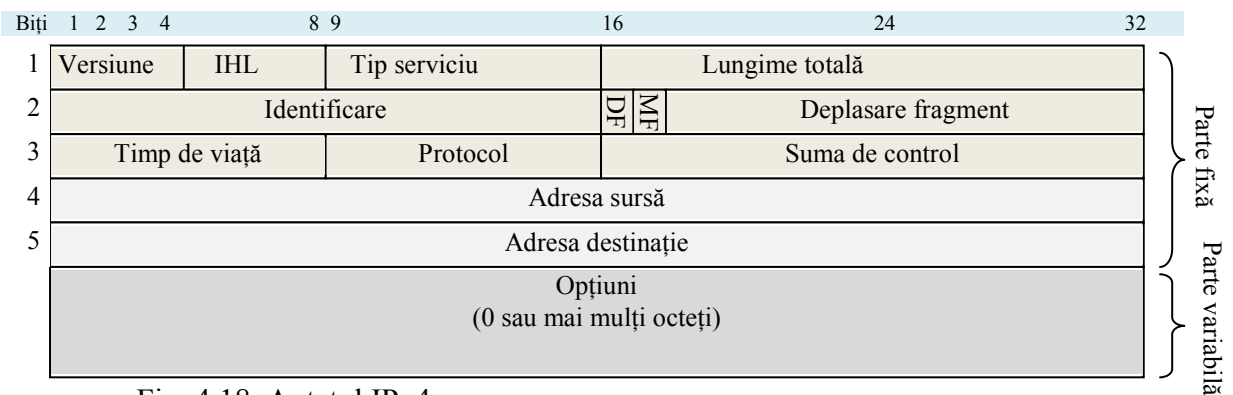 Biți 1 2 3 4 8 9 16 24 32
1 Versiune IHL Tip serviciu Lungime totală
2 Identificare DF MF Deplasare fragment
3 Timp de viață Protocol Suma de control
4 Adresa sursă
5 Adresa destinație
Opțiuni
(0 sau mai mulți octeți)
Parte fixă
Parte variabilă